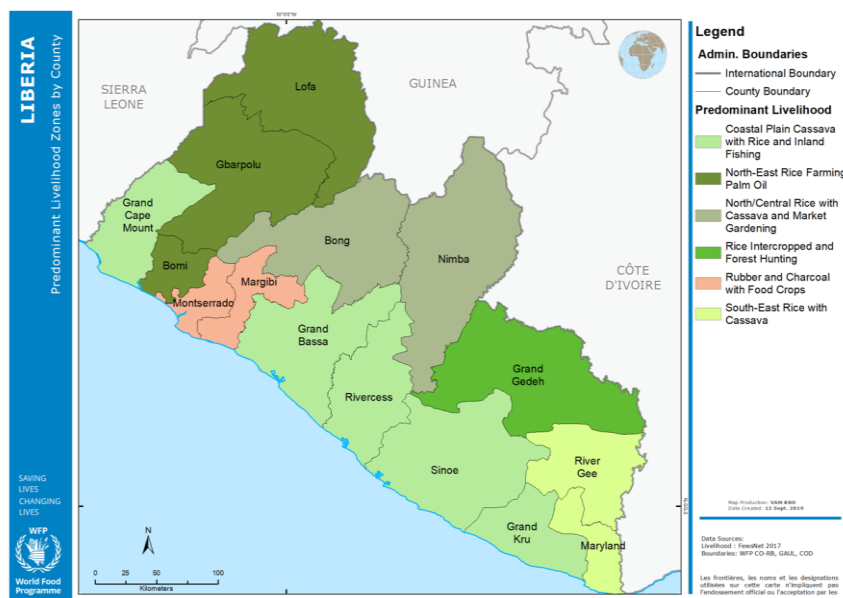 LIBERIA
Predominant Livelihood Zones by County
SAVING
LIVES
CHANGING
LIVES
WFP
World Food
Programme
10°0'0"W
SIERRA
LEONE
GUINEA
CÔTE
D'IVOIRE
Lofa
Gbarpolu
Grand
Cape
Mount
Bomi
Bong
Nimba
Margibi
Montserrado
Grand
Bassa
Rivercess
Grand
Gedeh
Sinoe
River
Gee
Grand
Kru
Maryland
N
0 25 50 100
Kilometers
Legend
Admin. Boundaries
International Boundary
County Boundary
Predominant Livelihood
Coastal Plain Cassava
with Rice and Inland
Fishing
North-East Rice Farming
Palm Oil
North/Central Rice with
Cassava and Market
Gardening
Rice Intercropped and
Forest Hunting
Rubber and Charcoal
with Food Crops
South-East Rice with
Cassava
Map Production: VAM RBD
Date Created: 12 Sept. 2019
Data Sources:
Livelihood : FewsNet 2017
Boundaries: WFP CO-RB, GAUL, COD
Les frontières, les noms et les designations
utilisées sur cette carte n'impliquent pas
l'endossement official ou l'acceptation par les